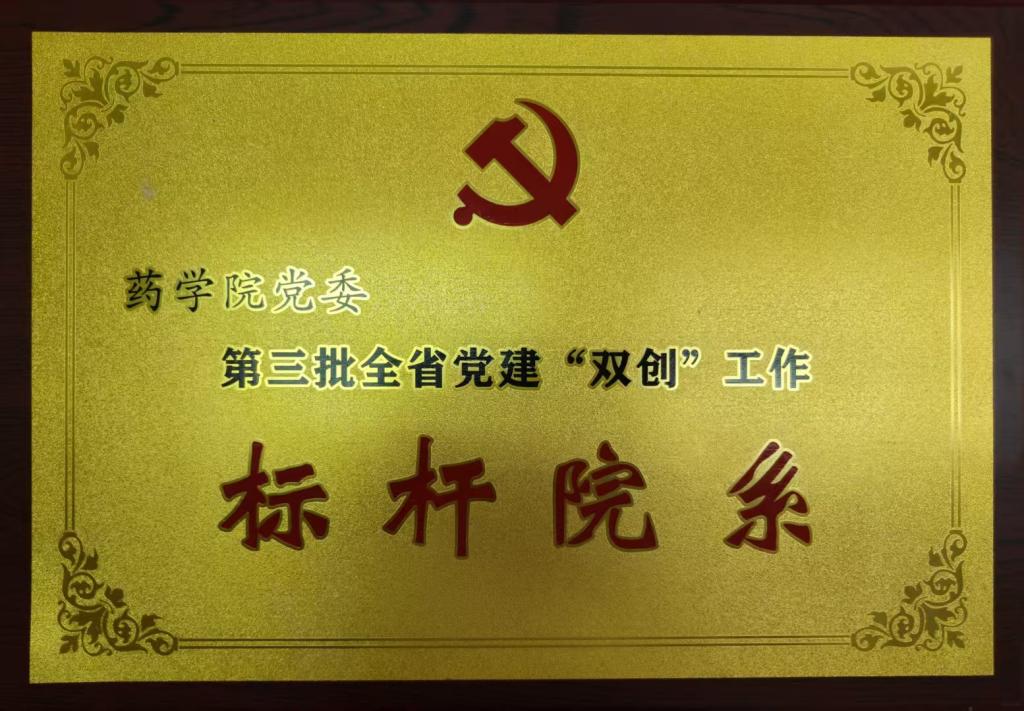 药学院党委
第三批全省党建“双创”工作
标杆院系